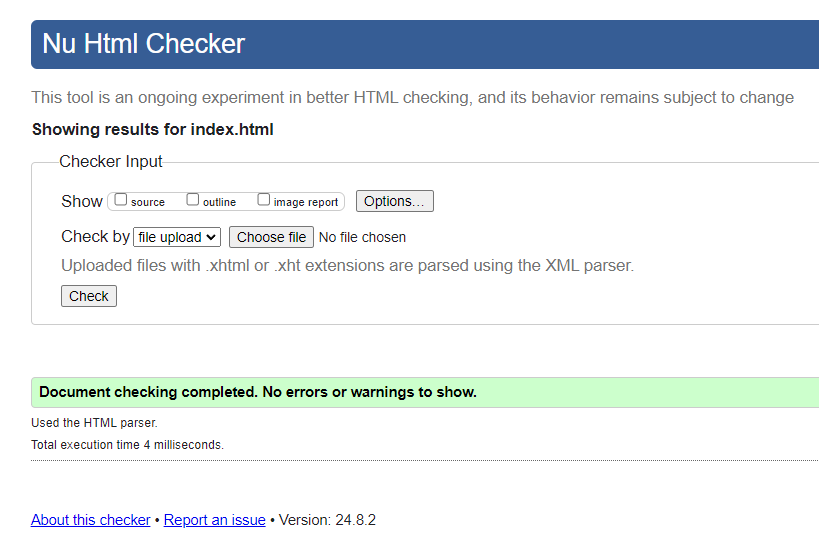 Nu Html Checker
This tool is an ongoing experiment in better HTML checking, and its behavior remains subject to change
Showing results for index.html
Checker Input
Show source outline image report Options...
Check by file upload Choose file No file chosen
Uploaded files with .xhtml or .xht extensions are parsed using the XML parser.
Check
Document checking completed. No errors or warnings to show.
Used the HTML parser.
Total execution time 4 milliseconds.
About this checker • Report an issue • Version: 24.8.2